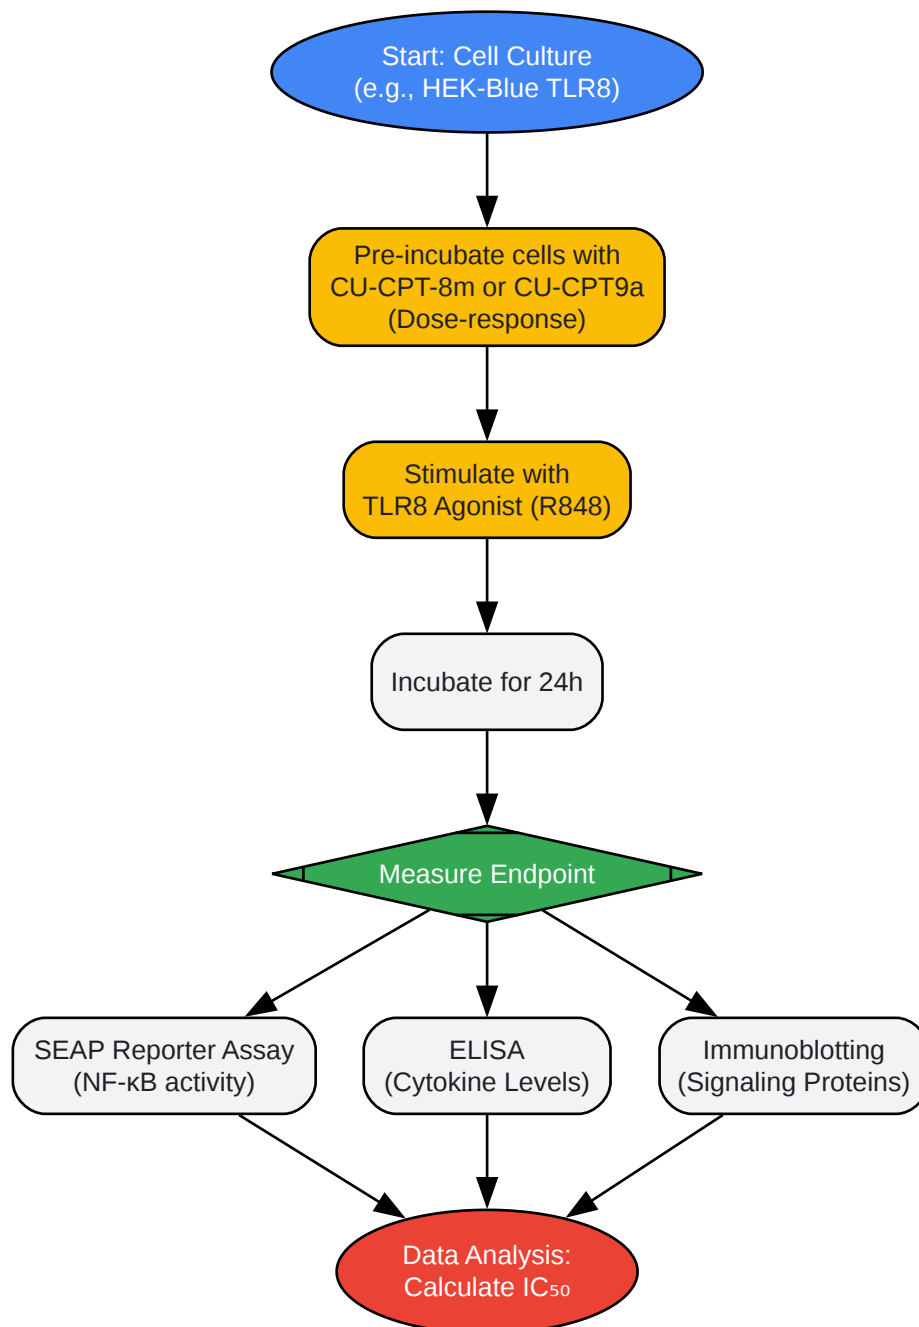 Start: Cell Culture
(e.g., HEK-Blue TLR8)
Pre-incubate cells with
CU-CPT-8m or CU-CPT9a
(Dose-response)
Stimulate with
TLR8 Agonist (R848)
Incubate for 24h
Measure Endpoint
SEAP Reporter Assay
(NF-κB activity)
ELISA
(Cytokine Levels)
Immunoblotting
(Signaling Proteins)
Data Analysis:
Calculate IC₅₀